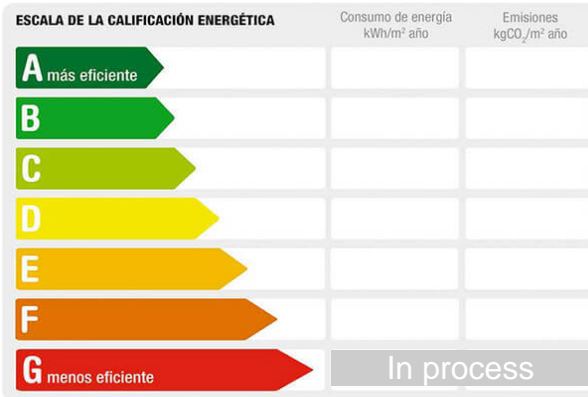 ESCALA DE LA CALIFICACIÓN ENERGÉTICA
Consumo de energía
kWh/m² año
Emisiones
kgCO₂/m² año
A más eficiente
B
C
D
E
F
G menos eficiente
In process